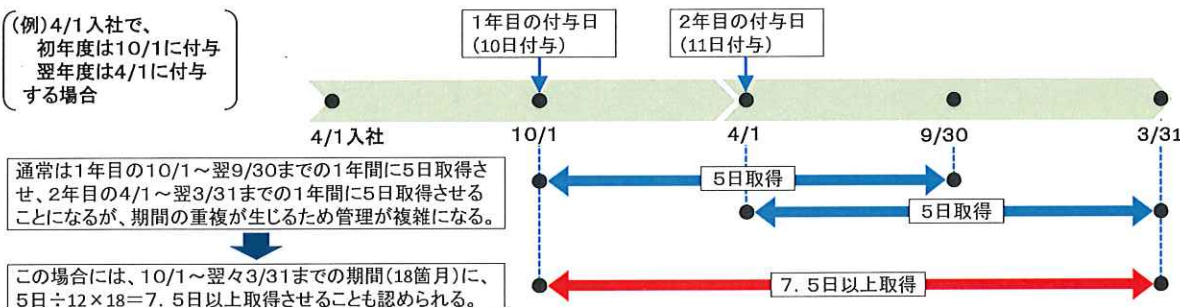 (例)4/1入社で、
初年度は10/1に付与
翌年度は4/1に付与
する場合
1年目の付与日
(10日付与)
2年目の付与日
(11日付与)
4/1入社
10/1
4/1
9/30
3/31
通常は1年目の10/1～翌9/30までの1年間に5日取得さ
せ、2年目の4/1～翌3/31までの1年間に5日取得させる
ことになるが、期間の重複が生じるため管理が複雑になる。
5日取得
5日取得
この場合には、10/1～翌々3/31までの期間(18箇月)に、
5日÷12×18＝7．5日以上取得させることも認められる。
7．5日以上取得